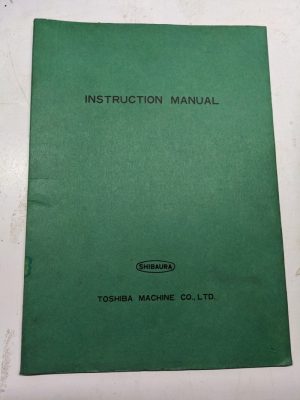 INSTRUCTION MANUAL
SHIBAURA
TOSHIBA MACHINE CO., LTD.